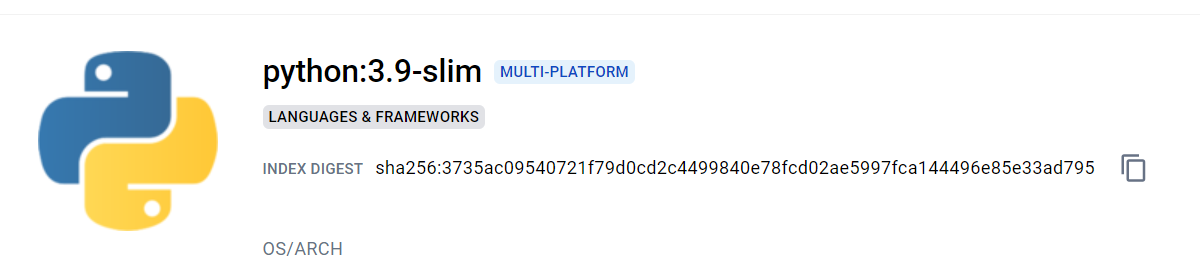 python:3.9-slim MULTI-PLATFORM
LANGUAGES & FRAMEWORKS
INDEX DIGEST sha256:3735ac09540721f79d0cd2c4499840e78fcd02ae5997fca144496e85e33ad795
OS/ARCH